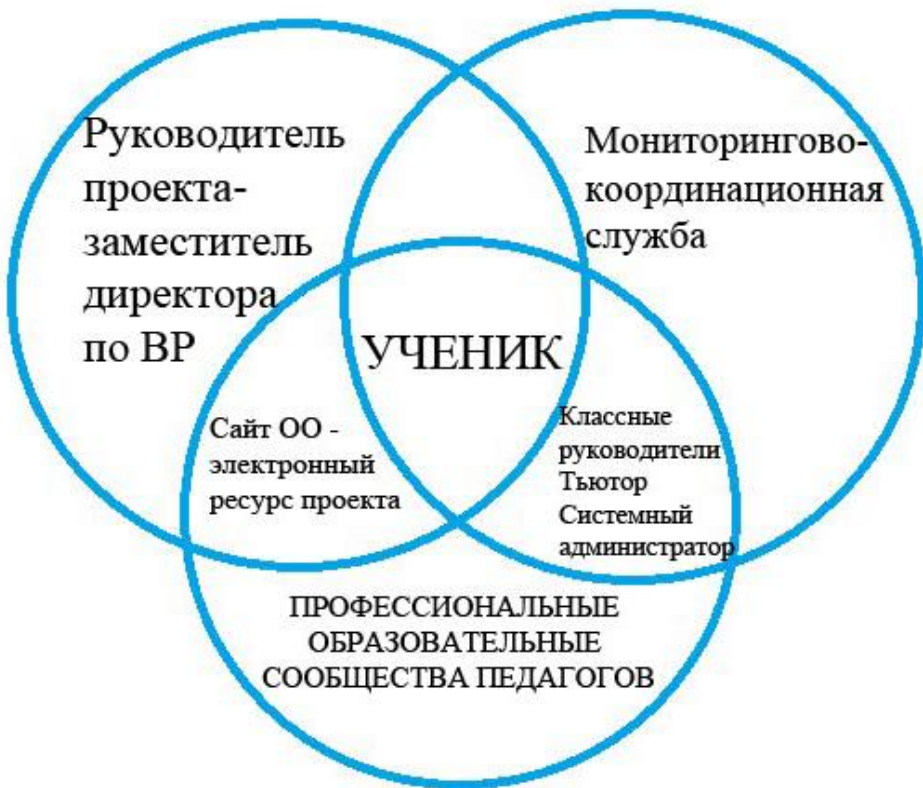 Руководитель
проекта-
заместитель
директора
по ВР
Мониторингово-
координационная
служба
УЧЕНИК
Сайт ОО -
электронный
ресурс проекта
Классные
руководители
Тьютор
Системный
администратор
ПРОФЕССИОНАЛЬНЫЕ
ОБРАЗОВАТЕЛЬНЫЕ
СООБЩЕСТВА ПЕДАГОГОВ